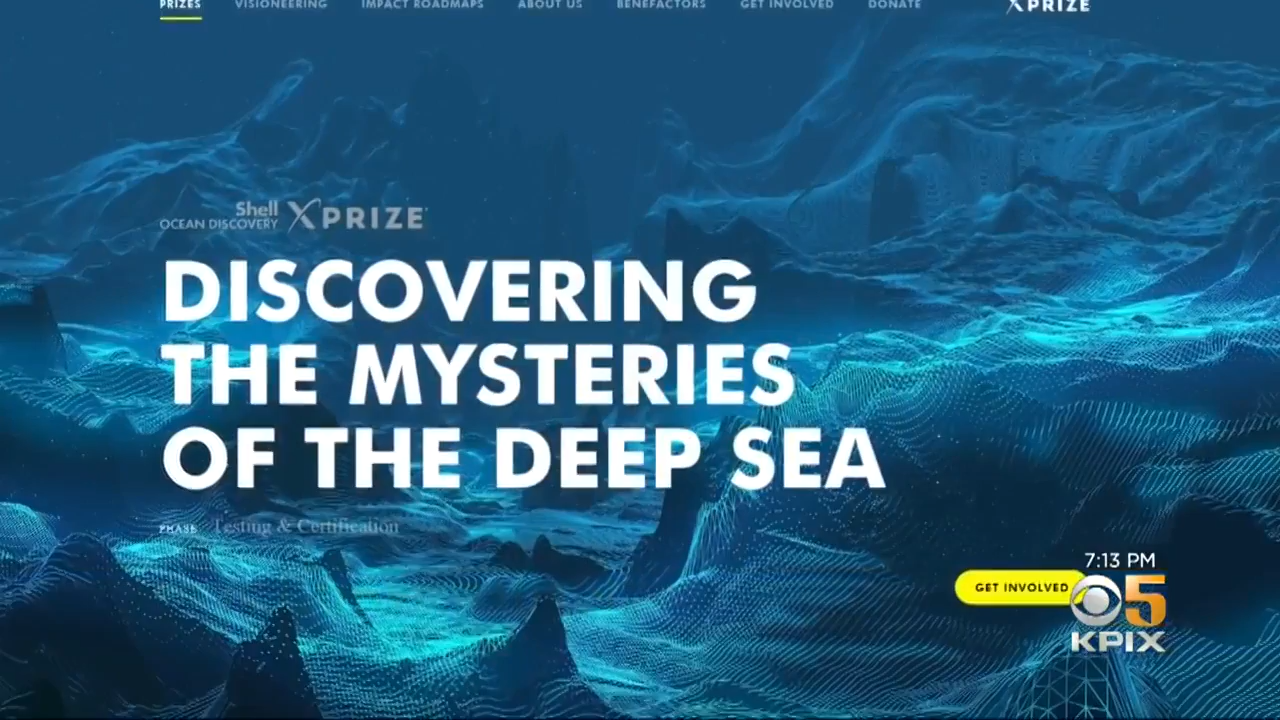 PRIZES VISIONEERING IMPACT ROADMAPS ABOUT US BENEFACTORS GET INVOLVED DONATE XPRIZE
Shell
OCEAN DISCOVERY XPRIZE
DISCOVERING
THE MYSTERIES
OF THE DEEP SEA
PHASE Testing & Certification
7:13 PM
GET INVOLVED
5
KPIX